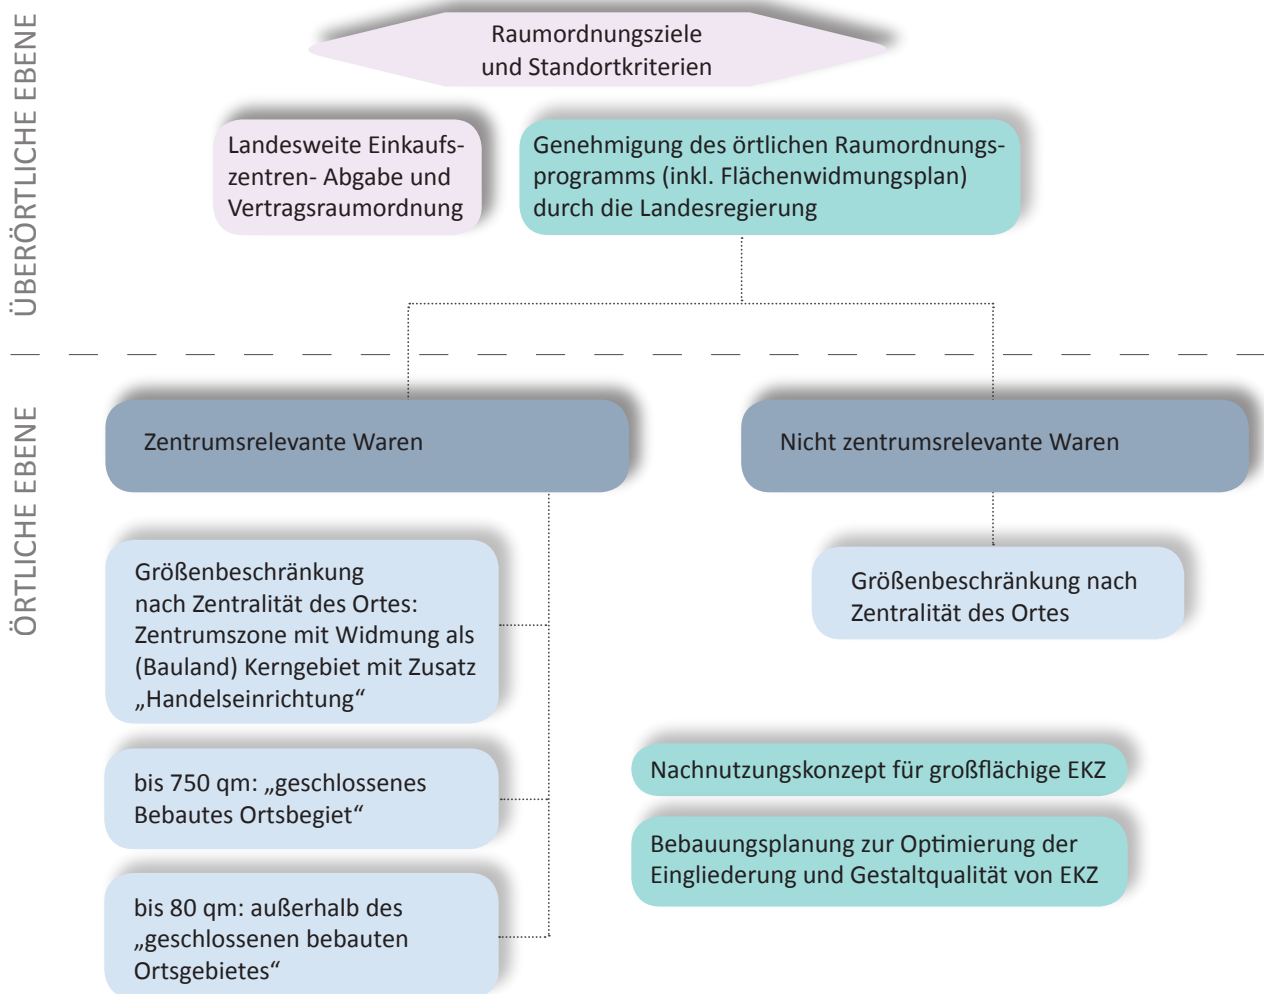 ÜBERÖRTLICHE EBENE
Raumordnungsziele
und Standortkriterien
Landesweite Einkaufs-
zentren- Abgabe und
Vertragsraumordnung
Genehmigung des örtlichen Raumordnungs-
programms (inkl. Flächenwidmungsplan)
durch die Landesregierung
ÖRTLICHE EBENE
Zentrumsrelevante Waren
Größenbeschränkung
nach Zentralität des Ortes:
Zentrumszone mit Widmung als
(Bauland) Kerngebiet mit Zusatz
„Handelseinrichtung“
bis 750 qm: „geschlossenes
Bebautes Ortsbegiet“
bis 80 qm: außerhalb des
„geschlossenen bebauten
Ortsgebietes“
Nicht zentrumsrelevante Waren
Größenbeschränkung nach
Zentralität des Ortes
Nachnutzungskonzept für großflächige EKZ
Bebauungsplanung zur Optimierung der
Eingliederung und Gestaltqualität von EKZ